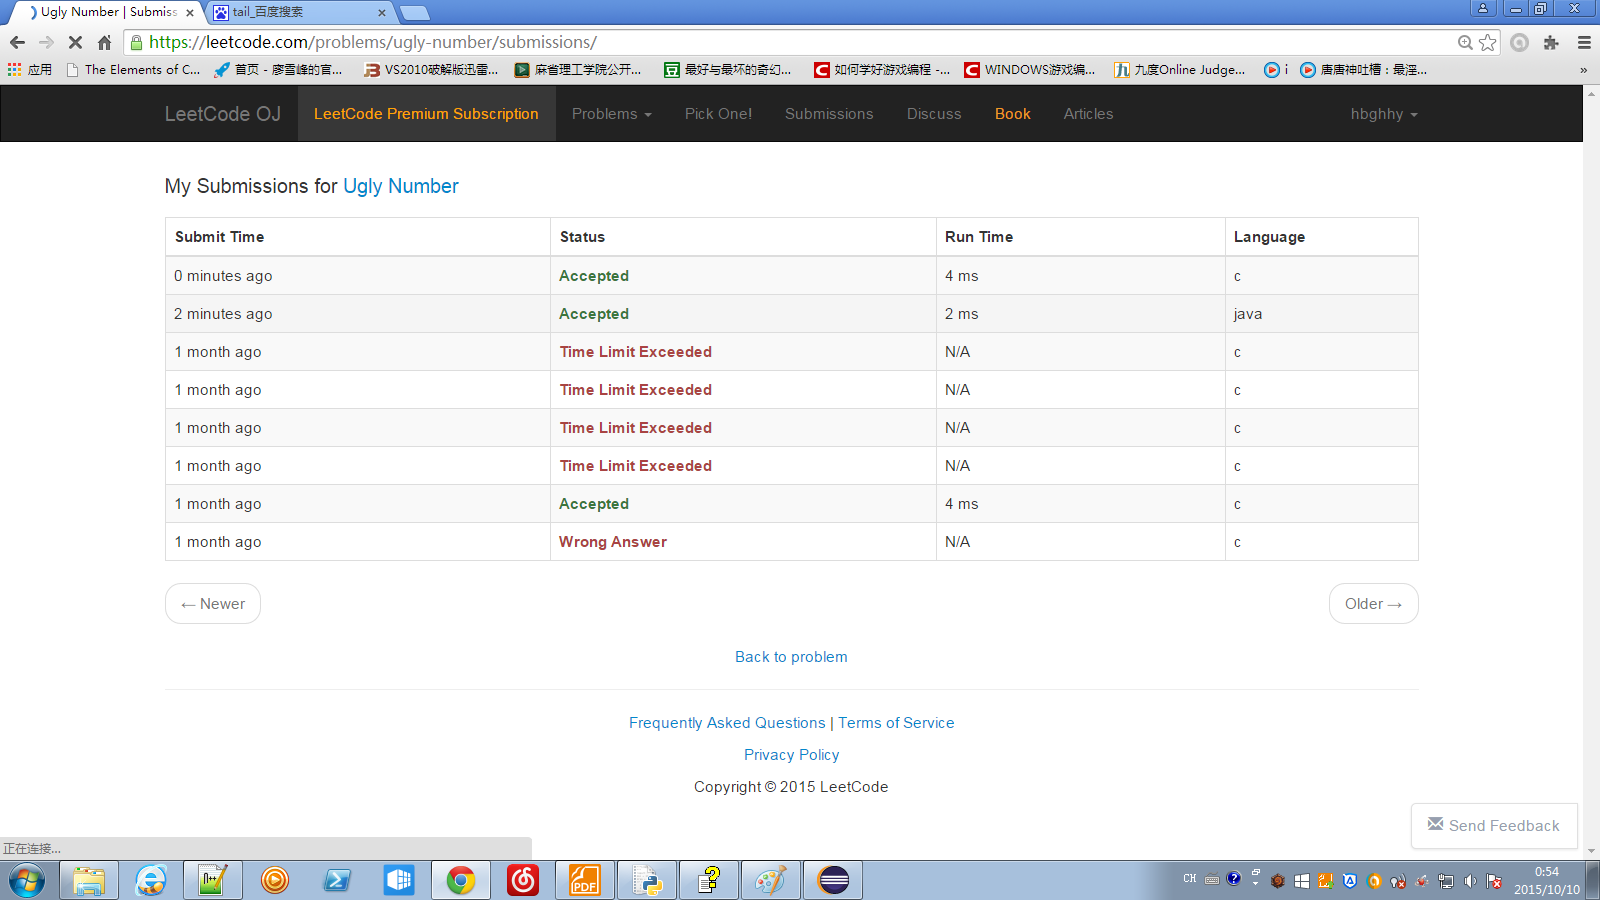 Ugly Number | Submiss
tail_百度搜索
https://leetcode.com/problems/ugly-number/submissions/
应用
The Elements of C...
首页 - 廖雪峰的官...
VS2010破解版迅雷...
麻省理工学院公开...
最好与最坏的奇幻...
如何学好游戏编程 -...
WINDOWS游戏编...
九度Online Judge...
i
唐唐神吐槽：最淫...
»
LeetCode OJ
LeetCode Premium Subscription
Problems
Pick One!
Submissions
Discuss
Book
Articles
hbghhy
My Submissions for Ugly Number
Submit Time Status Run Time Language
0 minutes ago Accepted 4 ms c
2 minutes ago Accepted 2 ms java
1 month ago Time Limit Exceeded N/A c
1 month ago Time Limit Exceeded N/A c
1 month ago Time Limit Exceeded N/A c
1 month ago Time Limit Exceeded N/A c
1 month ago Accepted 4 ms c
1 month ago Wrong Answer N/A c
← Newer
Older →
Back to problem
Frequently Asked Questions | Terms of Service
Privacy Policy
Copyright © 2015 LeetCode
Send Feedback
正在连接...
PDF
CH
0:54
2015/10/10